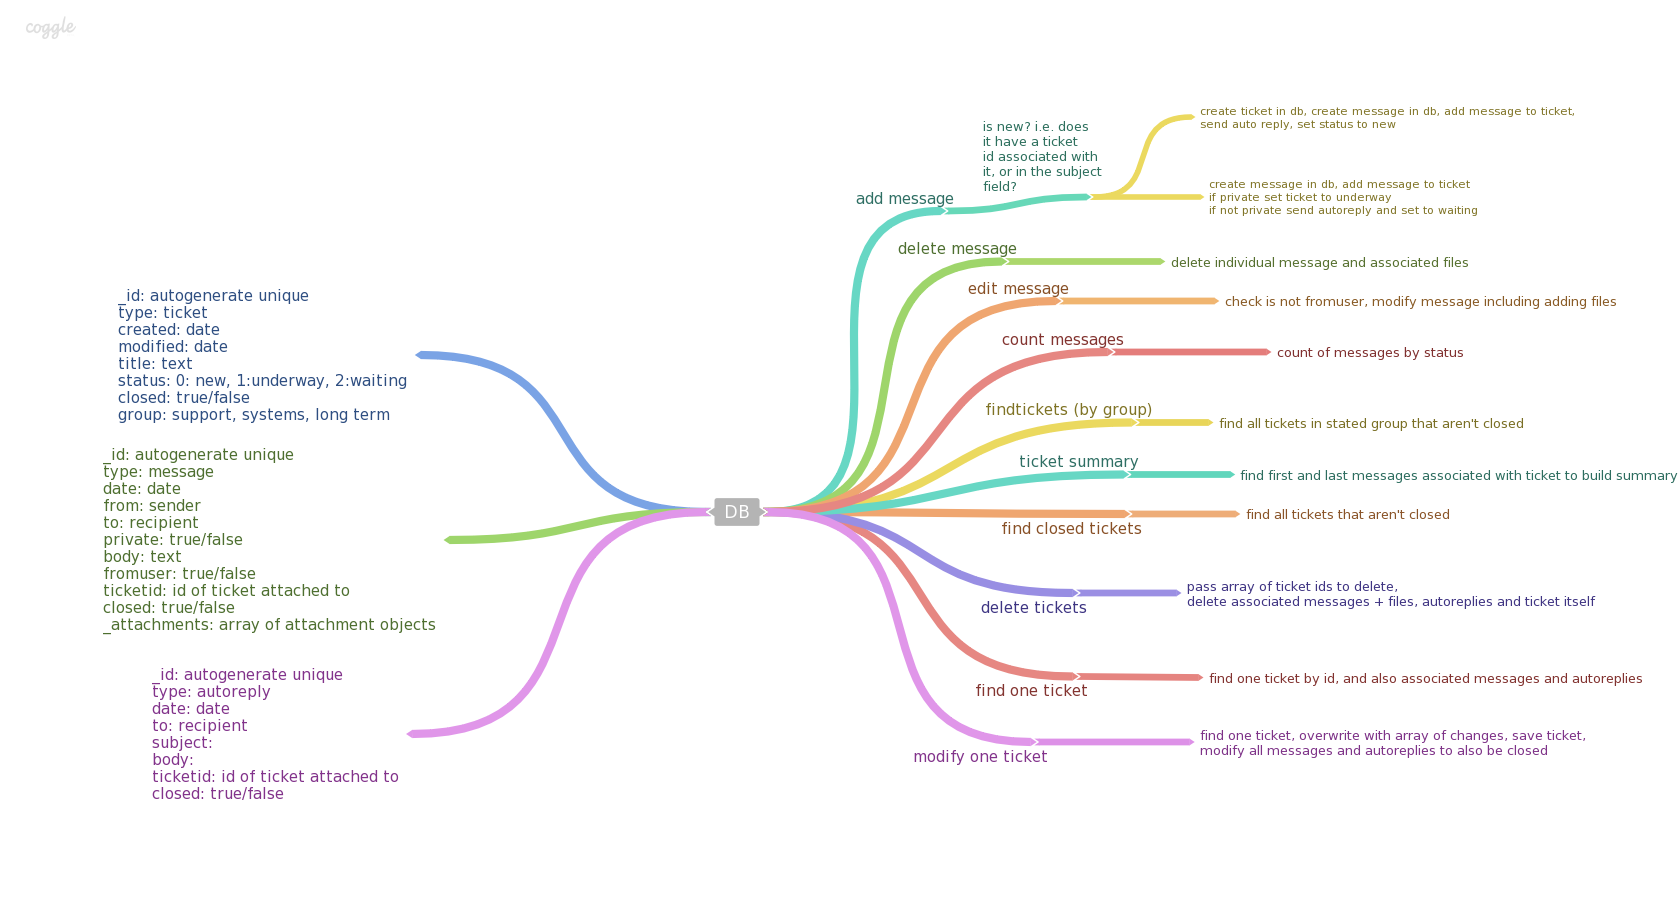 coggle
_id: autogenerate unique
type: ticket
created: date
modified: date
title: text
status: 0: new, 1:underway, 2:waiting
closed: true/false
group: support, systems, long term
_id: autogenerate unique
type: message
date: date
from: sender
to: recipient
private: true/false
body: text
fromuser: true/false
ticketid: id of ticket attached to
closed: true/false
_attachments: array of attachment objects
_id: autogenerate unique
type: autoreply
date: date
to: recipient
subject:
body:
ticketid: id of ticket attached to
closed: true/false
DB
add message
is new? i.e. does
it have a ticket
id associated with
it, or in the subject
field?
create ticket in db, create message in db, add message to ticket,
send auto reply, set status to new
create message in db, add message to ticket
if private set ticket to underway
if not private send autoreply and set to waiting
delete message
delete individual message and associated files
edit message
check is not fromuser, modify message including adding files
count messages
count of messages by status
findtickets (by group)
find all tickets in stated group that aren't closed
ticket summary
find first and last messages associated with ticket to build summary
find closed tickets
find all tickets that aren't closed
delete tickets
pass array of ticket ids to delete,
delete associated messages + files, autoreplies and ticket itself
find one ticket
find one ticket by id, and also associated messages and autoreplies
modify one ticket
find one ticket, overwrite with array of changes, save ticket,
modify all messages and autoreplies to also be closed